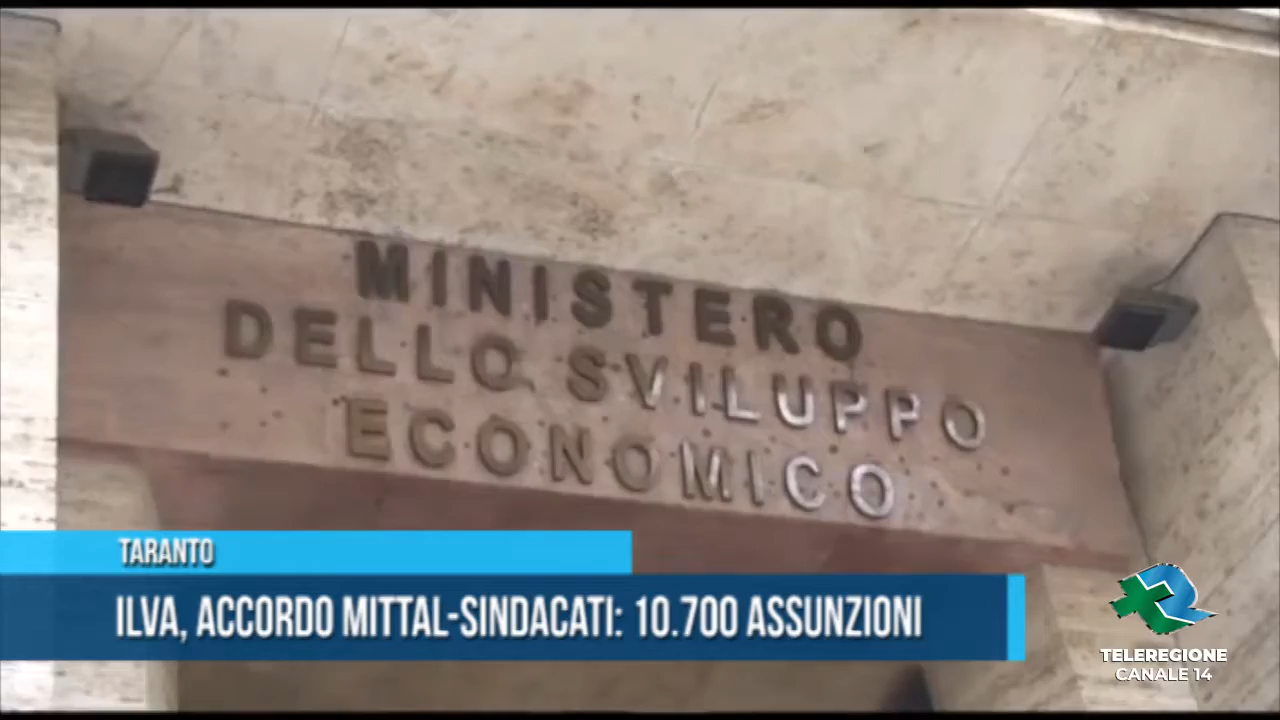 MINISTERO
DELLO SVILUPPO
ECONOMICO
TARANTO
ILVA, ACCORDO MITTAL-SINDACATI: 10.700 ASSUNZIONI
TELEREGIONE
CANALE 14